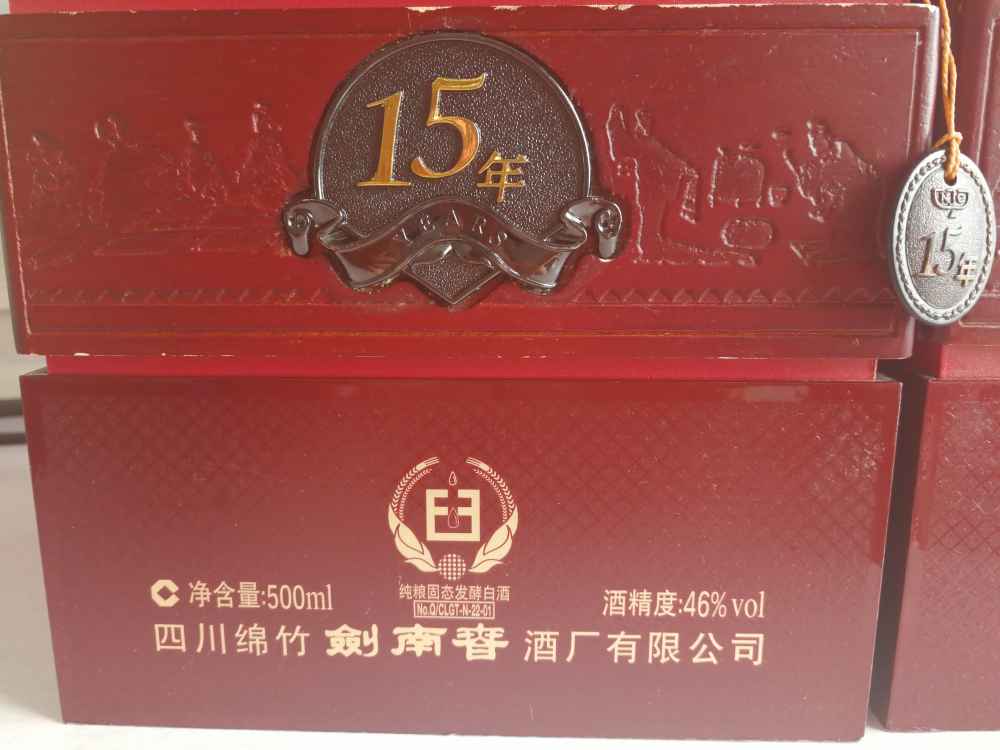 15年
YEARS
15年
纯粮固态发酵白酒
No.Q/CLGT-N-22-01
净含量:500ml
酒精度:46%vol
四川绵竹剑南春酒厂有限公司